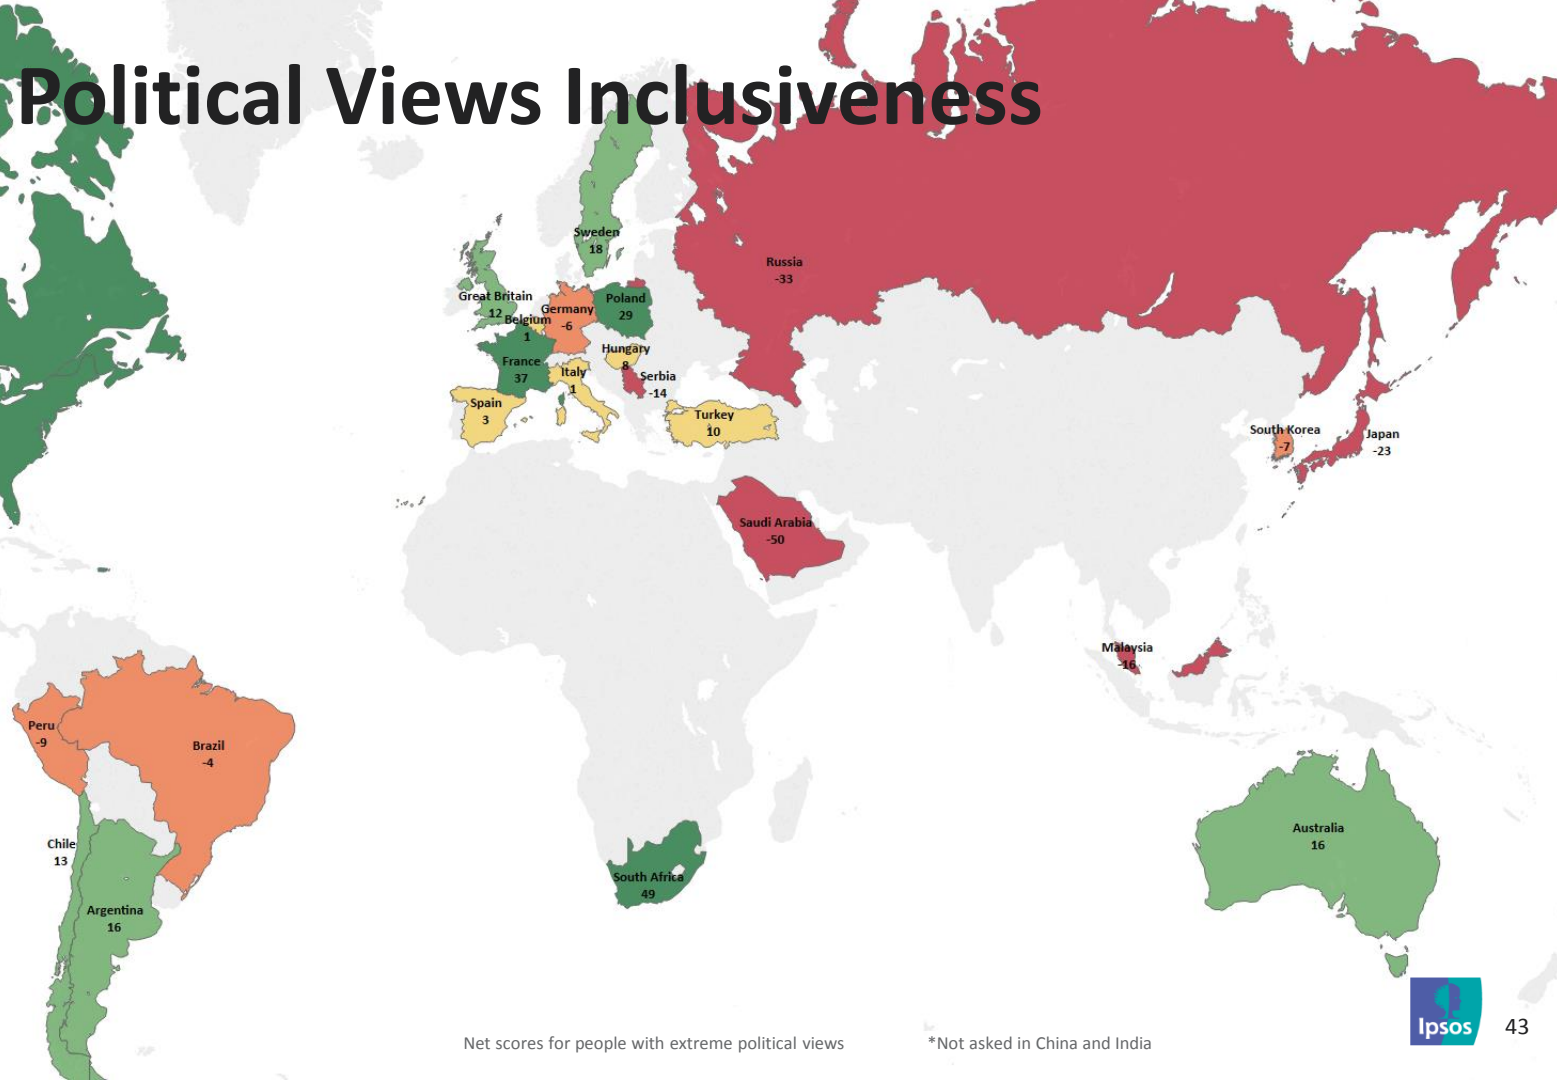 Political Views Inclusiveness
Sweden
18
Russia
-33
Great Britain
12
Belgium
1
Germany
-6
Poland
29
France
37
Hungary
8
Italy
1
Serbia
-14
Spain
3
Turkey
10
South Korea
-7
Japan
-23
Saudi Arabia
-50
Malaysia
-16
Peru
-9
Brazil
-4
Chile
13
Argentina
16
South Africa
49
Australia
16
Net scores for people with extreme political views
*Not asked in China and India
Ipsos
43